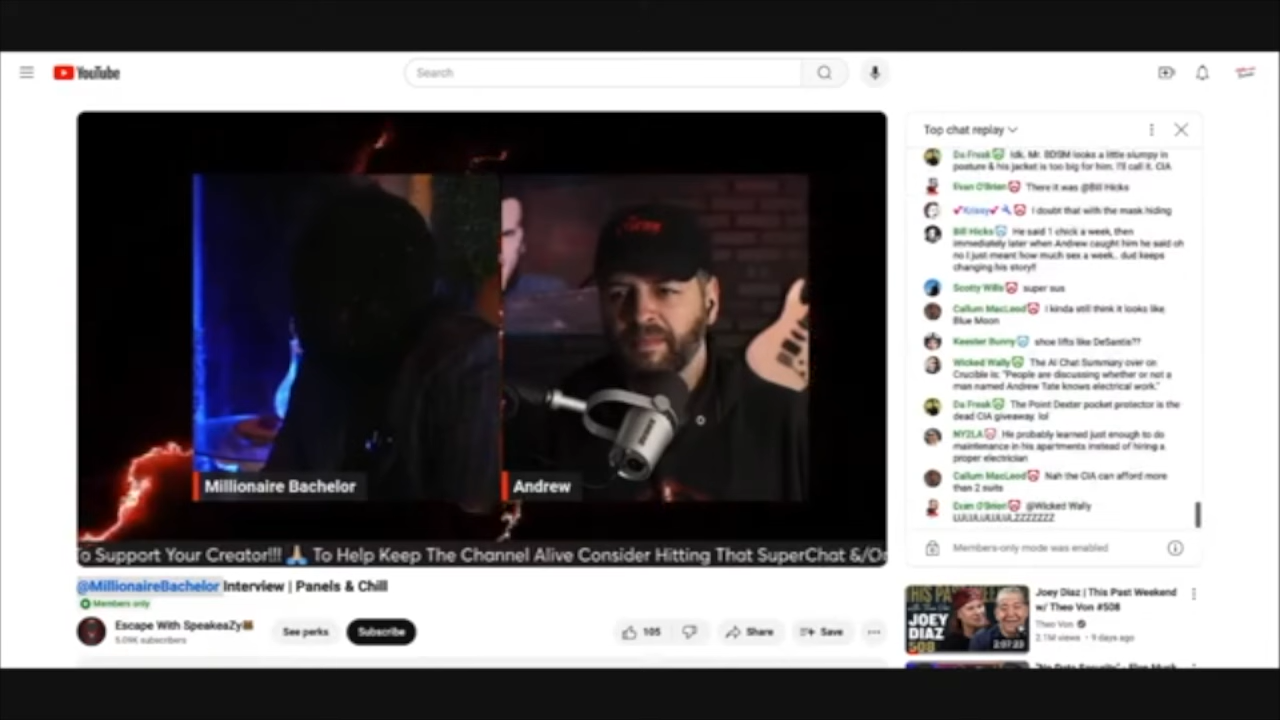 YouTube
Search
Top chat replay
Da Freak Idk, Mr. BDSM looks a little slumpy in
posture & his jacket is too big for him. I'll call it. CIA
Evan O'Brien There it was @Bill Hicks
Krissy I doubt that with the mask hiding
Bill Hicks He said 1 chick a week, then
immediately later when Andrew caught him he said oh
no I just meant how much sex a week.. dud keeps
changing his story!!
Scotty Wills super sus
Callum MacLeod I kinda still think it looks like
Blue Moon
Keester Bunny shoe lifts like DeSantis??
Wicked Wally The AI Chat Summary over on
Crucible is: "People are discussing whether or not a
man named Andrew Tate knows electrical work."
Da Freak The Point Dexter pocket protector is the
dead CIA giveaway. lol
NY2LA He probably learned just enough to do
maintenance in his apartments instead of hiring a
proper electrician
Callum MacLeod Nah the CIA can afford more
than 2 suits
Evan O'Brien @Wicked Wally
Members-only mode was enabled
Millionaire Bachelor
Andrew
To Support Your Creator!!! 🙏 To Help Keep The Channel Alive Consider Hitting That SuperChat &/Or
@MillionaireBachelor Interview | Panels & Chill
Members only
Escape With SpeakeaZy
5.09K subscribers
See perks
Subscribe
105
Share
Save
JOEY
DIAZ
508
2:07:23
Joey Diaz | This Past Weekend
w/ Theo Von #508
Theo Von
2.1M views • 9 days ago